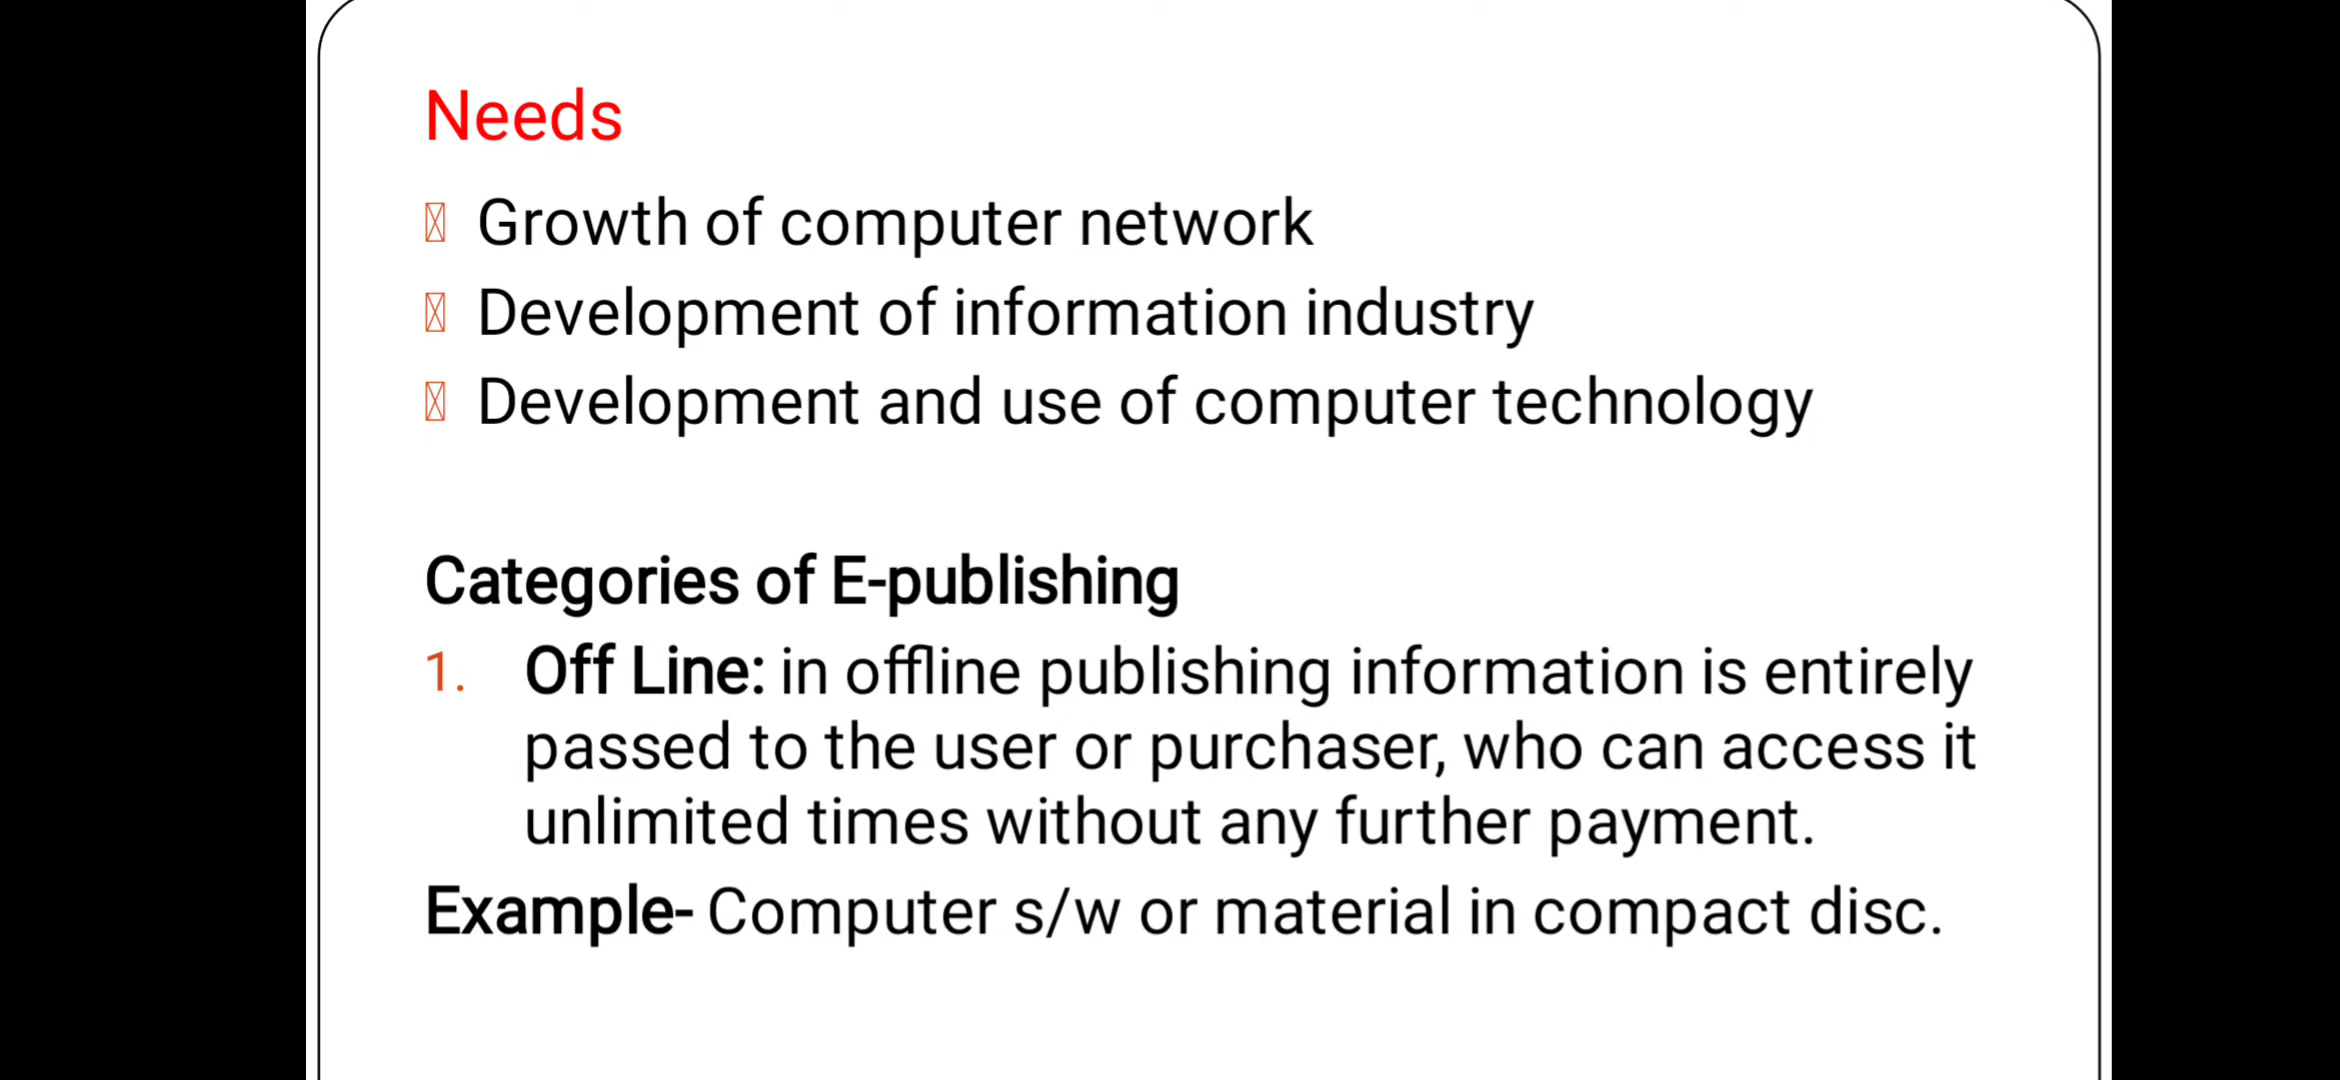 Needs
Growth of computer network
Development of information industry
Development and use of computer technology
Categories of E-publishing
1. Off Line: in offline publishing information is entirely
passed to the user or purchaser, who can access it
unlimited times without any further payment.
Example- Computer s/w or material in compact disc.